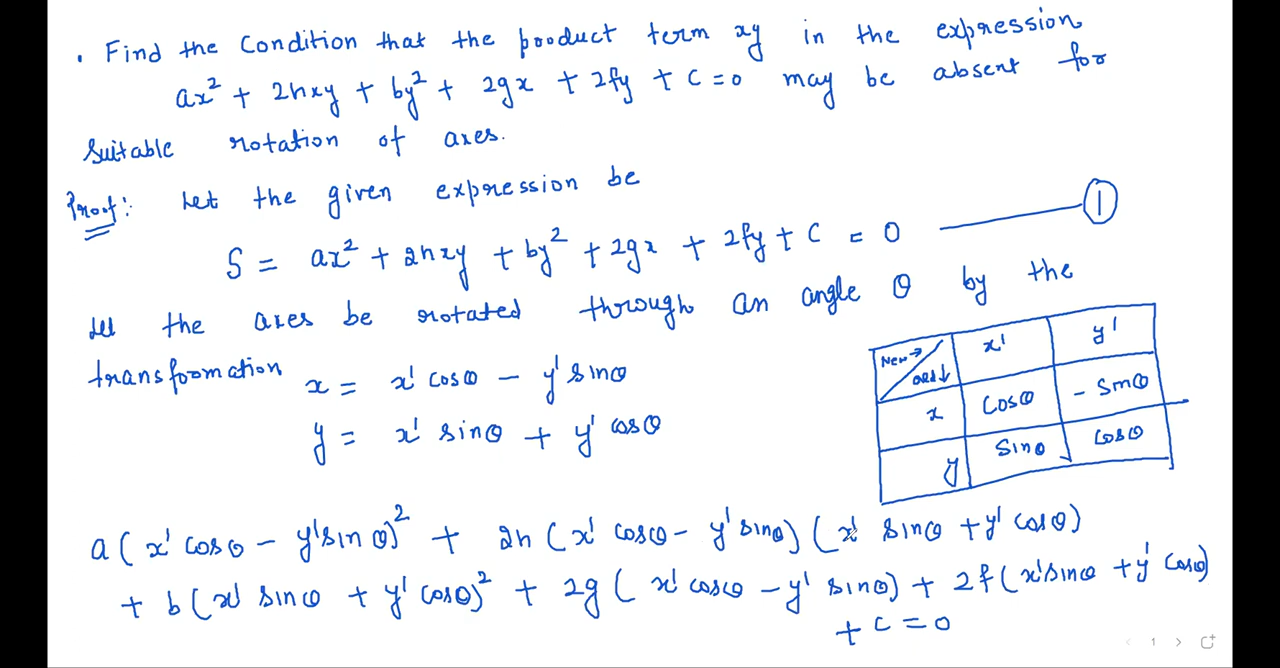 . Find the Condition that the product term xy in the expression
ax² + 2hxy + by² + 2gx + 2fy + c = 0 may be absent for
Suitable rotation of axes.
Proof: Let the given expression be
S = ax² + 2hxy + by² + 2gx + 2fy + c = 0 ——— ①
Let the axes be rotated through an angle θ by the
transformation x = x' cosθ - y' sinθ
y = x' sinθ + y' cosθ
New→ x' y'
old↓
x Cosθ - Sinθ
y Sinθ Cosθ
a(x' cosθ - y'sinθ)² + 2h(x' cosθ - y' sinθ)(x' sinθ + y' cosθ)
+ b(x' sinθ + y' cosθ)² + 2g(x' cosθ - y' sinθ) + 2f(x'sinθ + y' cosθ)
+ c = 0
1